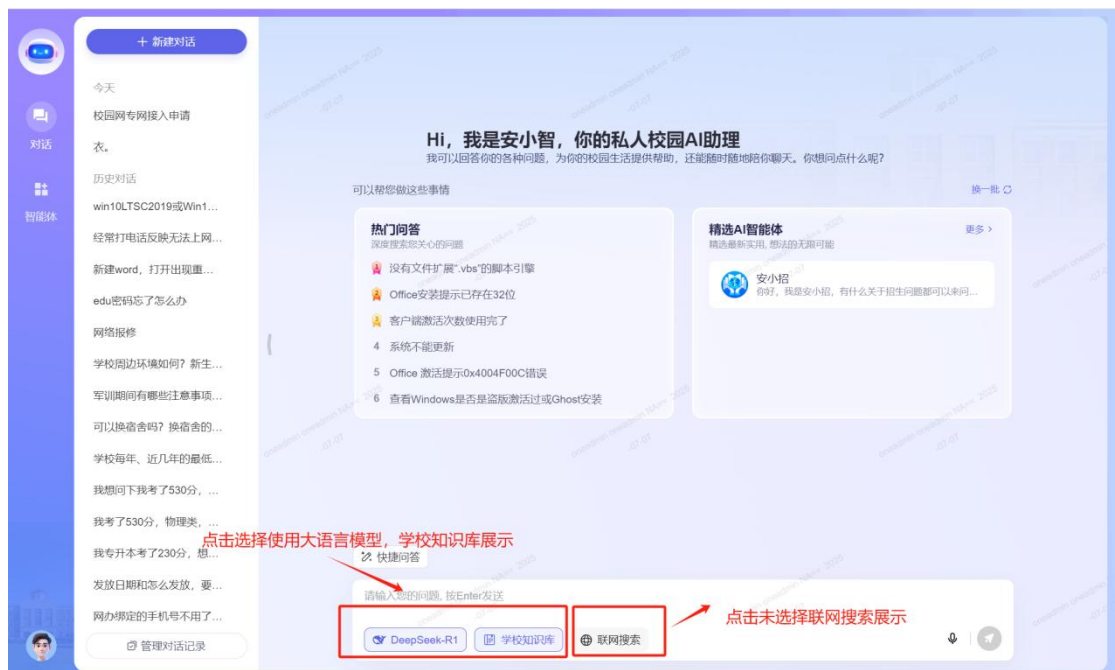 + 新建对话
今天
校园网专网接入申请
衣。
历史对话
win10LTSC2019或Win1...
经常打电话反映无法上网...
新建word，打开出现重...
edu密码忘了怎么办
网络报修
学校周边环境如何？新生...
军训期间有哪些注意事项...
可以换宿舍吗？换宿舍的...
学校每年、近几年的最低...
我想问下我考了530分，...
我考了530分，物理类，...
我专升本考了230分，想...
发放日期和怎么发放，要...
网办绑定的手机号不用了...
管理对话记录
对话
智能体
Hi，我是安小智，你的私人校园AI助理
我可以回答你的各种问题，为你的校园生活提供帮助，还能随时随地陪你聊天。你想问点什么呢？
可以帮您做这些事情
换一批
热门问答
深度搜索您关心的问题
没有文件扩展".vbs"的脚本引擎
Office安装提示已存在32位
客户端激活次数使用完了
4 系统不能更新
5 Office 激活提示0x4004F00C错误
6 查看Windows是否是盗版激活过或Ghost安装
精选AI智能体
更多 >
精选最新实用, 想法的无限可能
安小招
你好，我是安小招，有什么关于招生问题都可以来问...
点击选择使用大语言模型，学校知识库展示
快捷问答
请输入您的问题, 按Enter发送
DeepSeek-R1
学校知识库
联网搜索
点击未选择联网搜索展示